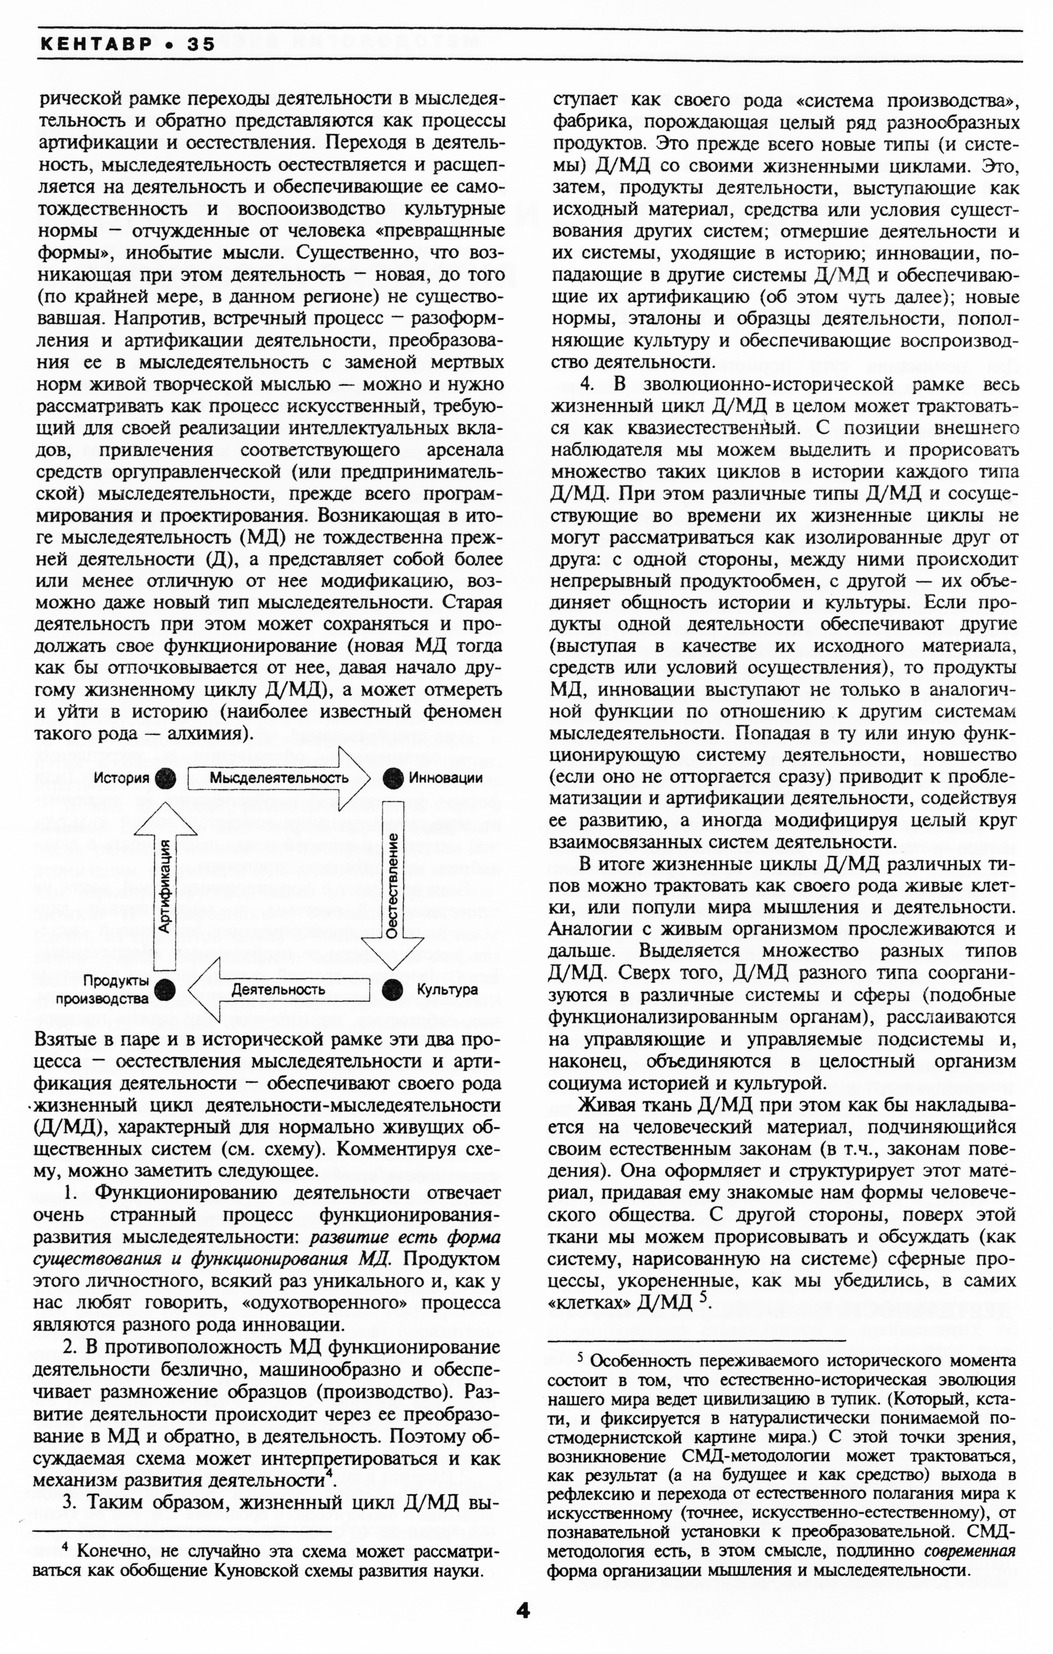 КЕНТАВР • 35
рической рамке переходы деятельности в мыследея-
тельность и обратно представляются как процессы
артификации и оестествления. Переходя в деятель-
ность, мыследеятельность оестествляется и расщеп-
ляется на деятельность и обеспечивающие ее само-
тождественность и воспооизводство культурные
нормы — отчужденные от человека «превращнные
формы», инобытие мысли. Существенно, что воз-
никающая при этом деятельность — новая, до того
(по крайней мере, в данном регионе) не существо-
вавшая. Напротив, встречный процесс — разоформ-
ления и артификации деятельности, преобразова-
ния ее в мыследеятельность с заменой мертвых
норм живой творческой мыслью — можно и нужно
рассматривать как процесс искусственный, требую-
щий для своей реализации интеллектуальных вкла-
дов, привлечения соответствующего арсенала
средств оргуправленческой (или предприниматель-
ской) мыследеятельности, прежде всего програм-
мирования и проектирования. Возникающая в ито-
ге мыследеятельность (МД) не тождественна преж-
ней деятельности (Д), а представляет собой более
или менее отличную от нее модификацию, воз-
можно даже новый тип мыследеятельности. Старая
деятельность при этом может сохраняться и про-
должать свое функционирование (новая МД тогда
как бы отпочковывается от нее, давая начало дру-
гому жизненному циклу Д/МД), а может отмереть
и уйти в историю (наиболее известный феномен
такого рода — алхимия).
История
Мысделеятельность
Инновации
Артификация
Оествление
Продукты
производства
Деятельность
Культура
Взятые в паре и в исторической рамке эти два про-
цесса — оестествления мыследеятельности и арти-
фикация деятельности — обеспечивают своего рода
жизненный цикл деятельности-мыследеятельности
(Д/МД), характерный для нормально живущих об-
щественных систем (см. схему). Комментируя схе-
му, можно заметить следующее.
1. Функционированию деятельности отвечает
очень странный процесс функционирования-
развития мыследеятельности: развитие есть форма
существования и функционирования МД. Продуктом
этого личностного, всякий раз уникального и, как у
нас любят говорить, «одухотворенного» процесса
являются разного рода инновации.
2. В противоположность МД функционирование
деятельности безлично, машинообразно и обеспе-
чивает размножение образцов (производство). Раз-
витие деятельности происходит через ее преобразо-
вание в МД и обратно, в деятельность. Поэтому об-
суждаемая схема может интерпретироваться и как
механизм развития деятельности4.
3. Таким образом, жизненный цикл Д/МД вы-
4 Конечно, не случайно эта схема может рассматри-
ваться как обобщение Куновской схемы развития науки.
ступает как своего рода «система производства»,
фабрика, порождающая целый ряд разнообразных
продуктов. Это прежде всего новые типы (и систе-
мы) Д/МД со своими жизненными циклами. Это,
затем, продукты деятельности, выступающие как
исходный материал, средства или условия сущест-
вования других систем; отмершие деятельности и
их системы, уходящие в историю; инновации, по-
падающие в другие системы Д/МД и обеспечиваю-
щие их артификацию (об этом чуть далее); новые
нормы, эталоны и образцы деятельности, попол-
няющие культуру и обеспечивающие воспроизвод-
ство деятельности.
4. В зволюционно-исторической рамке весь
жизненный цикл Д/МД в целом может трактовать-
ся как квазиестественный. С позиции внешнего
наблюдателя мы можем выделить и прорисовать
множество таких циклов в истории каждого типа
Д/МД. При этом различные типы Д/МД и сосуще-
ствующие во времени их жизненные циклы не
могут рассматриваться как изолированные друг от
друга: с одной стороны, между ними происходит
непрерывный продуктообмен, с другой — их объе-
диняет общность истории и культуры. Если про-
дукты одной деятельности обеспечивают другие
(выступая в качестве их исходного материала,
средств или условий осуществления), то продукты
МД, инновации выступают не только в аналогич-
ной функции по отношению к другим системам
мыследеятельности. Попадая в ту или иную функ-
ционирующую систему деятельности, новшество
(если оно не отторгается сразу) приводит к пробле-
матизации и артификации деятельности, содействуя
ее развитию, а иногда модифицируя целый круг
взаимосвязанных систем деятельности.
В итоге жизненные циклы Д/МД различных ти-
пов можно трактовать как своего рода живые клет-
ки, или попули мира мышления и деятельности.
Аналогии с живым организмом прослеживаются и
дальше. Выделяется множество разных типов
Д/МД. Сверх того, Д/МД разного типа соорганиз-
зуются в различные системы и сферы (подобные
функционализированным органам), расслаиваются
на управляющие и управляемые подсистемы и,
наконец, объединяются в целостный организм
социума историей и культурой.
Живая ткань Д/МД при этом как бы накладыва-
ется на человеческий материал, подчиняющийся
своим естественным законам (в т.ч., законам пове-
дения). Она оформляет и структурирует этот мате-
риал, придавая ему знакомые нам формы человече-
ского общества. С другой стороны, поверх этой
ткани мы можем прорисовывать и обсуждать (как
систему, нарисованную на системе) сферные про-
цессы, укорененные, как мы убедились, в самих
«клетках» Д/МД 5.
5 Особенность переживаемого исторического момента
состоит в том, что естественно-историческая эволюция
нашего мира ведет цивилизацию в тупик. (Который, кста-
ти, и фиксируется в натуралистически понимаемой по-
стмодернистской картине мира.) С этой точки зрения,
возникновение СМД-методологии может трактоваться,
как результат (а на будущее и как средство) выхода в
рефлексию и перехода от естественного полагания мира к
искусственному (точнее, искусственно-естественному), от
познавательной установки к преобразовательной. СМД-
методология есть, в этом смысле, подлинно современная
форма организации мышления и мыследеятельности.
4